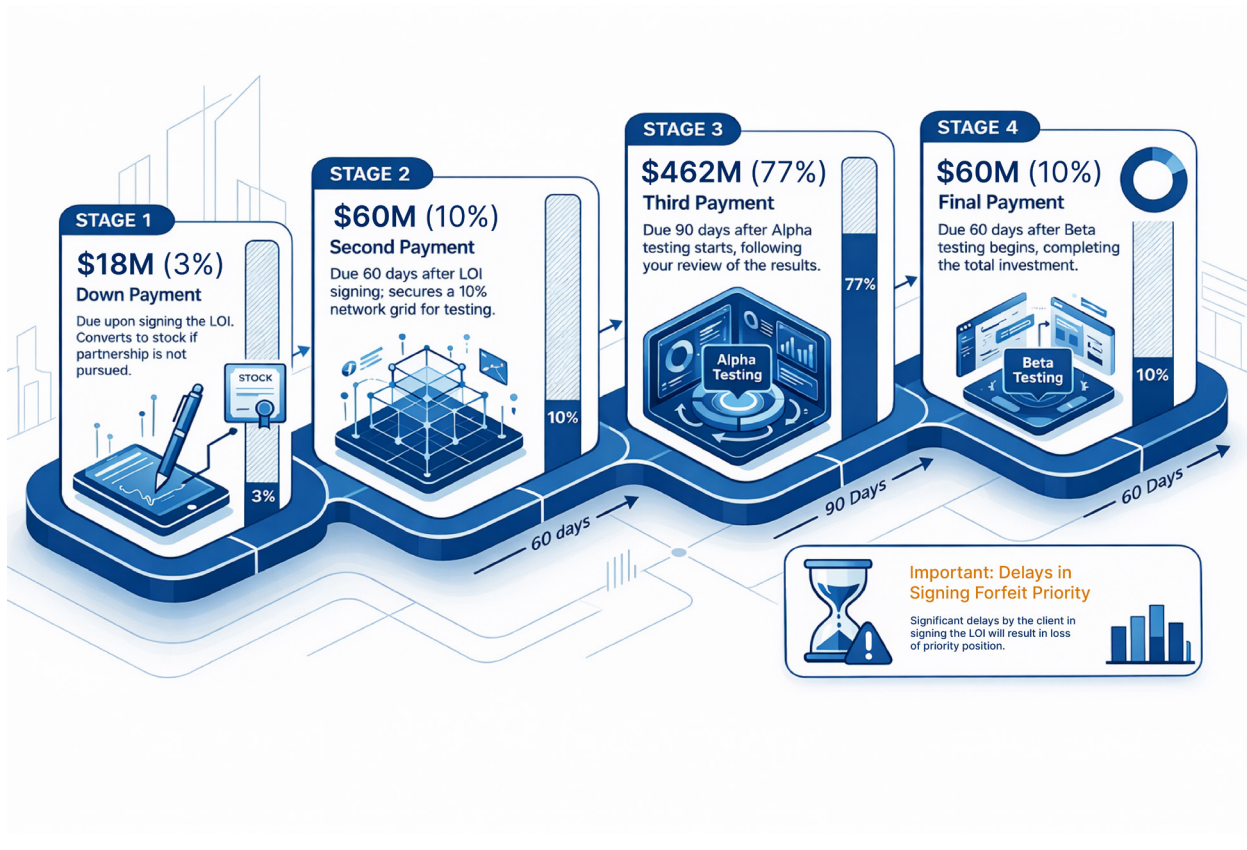 STAGE 1
$18M (3%)
Down Payment
Due upon signing the LOI.
Converts to stock if
partnership is not
pursued.
STOCK
3%
STAGE 2
$60M (10%)
Second Payment
Due 60 days after LOI
signing; secures a 10%
network grid for testing.
10%
60 days
STAGE 3
$462M (77%)
Third Payment
Due 90 days after Alpha
testing starts, following
your review of the results.
77%
Alpha
Testing
90 Days
STAGE 4
$60M (10%)
Final Payment
Due 60 days after Beta
testing begins, completing
the total investment.
10%
Beta
Testing
60 Days
Important: Delays in
Signing Forfeit Priority
Significant delays by the client in
signing the LOI will result in loss
of priority position.